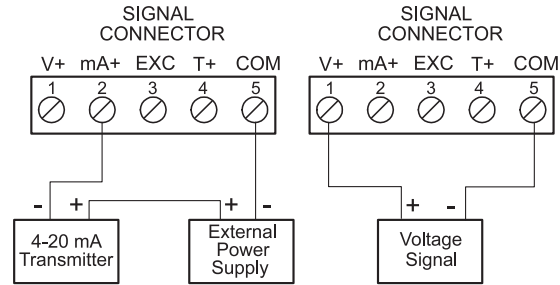 SIGNAL
CONNECTOR
V+ mA+ EXC T+ COM
1 2 3 4 5
- + + -
4-20 mA
Transmitter
External
Power
Supply
SIGNAL
CONNECTOR
V+ mA+ EXC T+ COM
1 2 3 4 5
+ -
Voltage
Signal